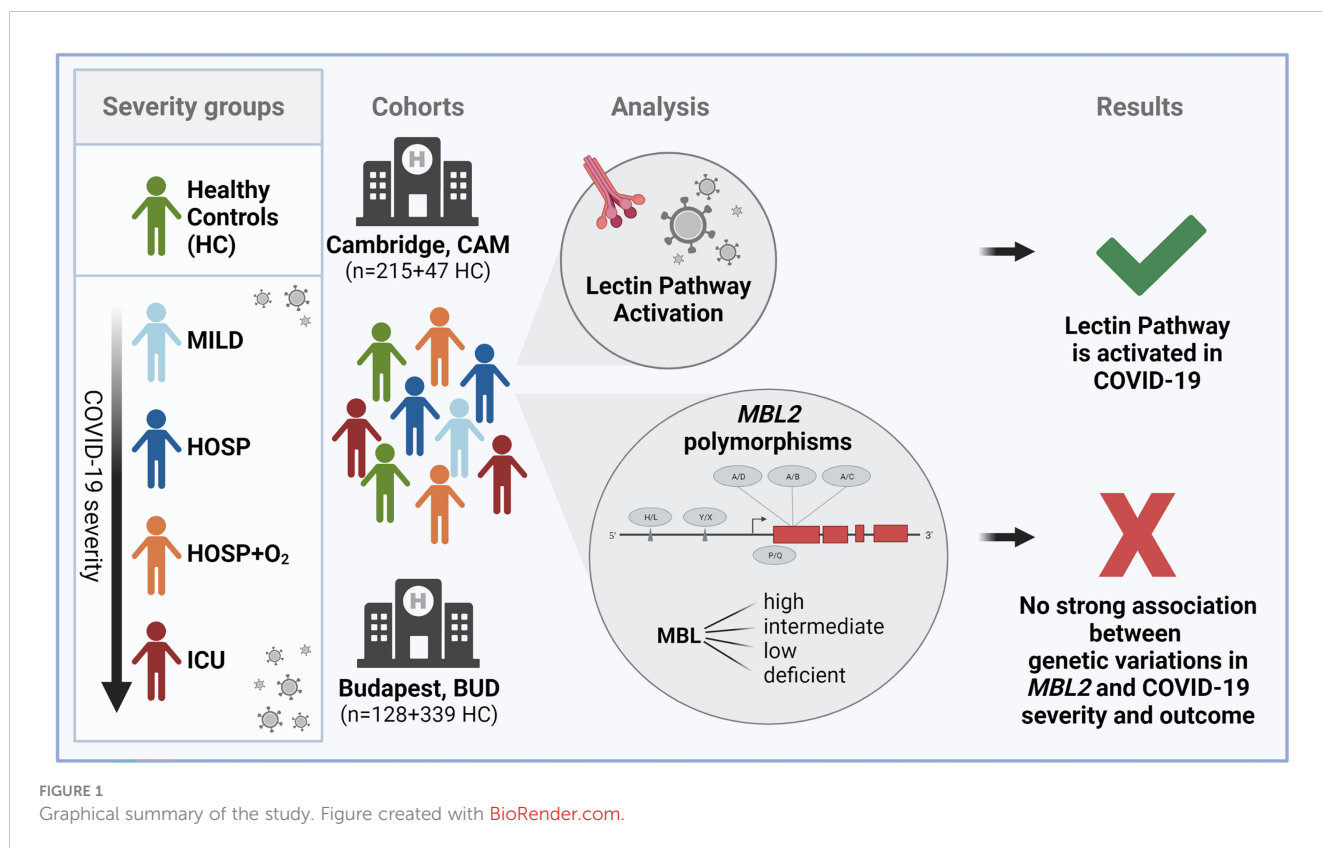 Severity groups
Cohorts
Analysis
Results
Healthy
Controls
(HC)
COVID-19 severity
MILD
HOSP
HOSP+O₂
ICU
H
Cambridge, CAM
(n=215+47 HC)
H
Budapest, BUD
(n=128+339 HC)
Lectin Pathway
Activation
MBL2
polymorphisms
A/D
A/B
A/C
H/L
Y/X
5'
3'
P/Q
MBL
high
intermediate
low
deficient
Lectin Pathway
is activated in
COVID-19
No strong association
between
genetic variations in
MBL2 and COVID-19
severity and outcome
FIGURE 1
Graphical summary of the study. Figure created with BioRender.com.